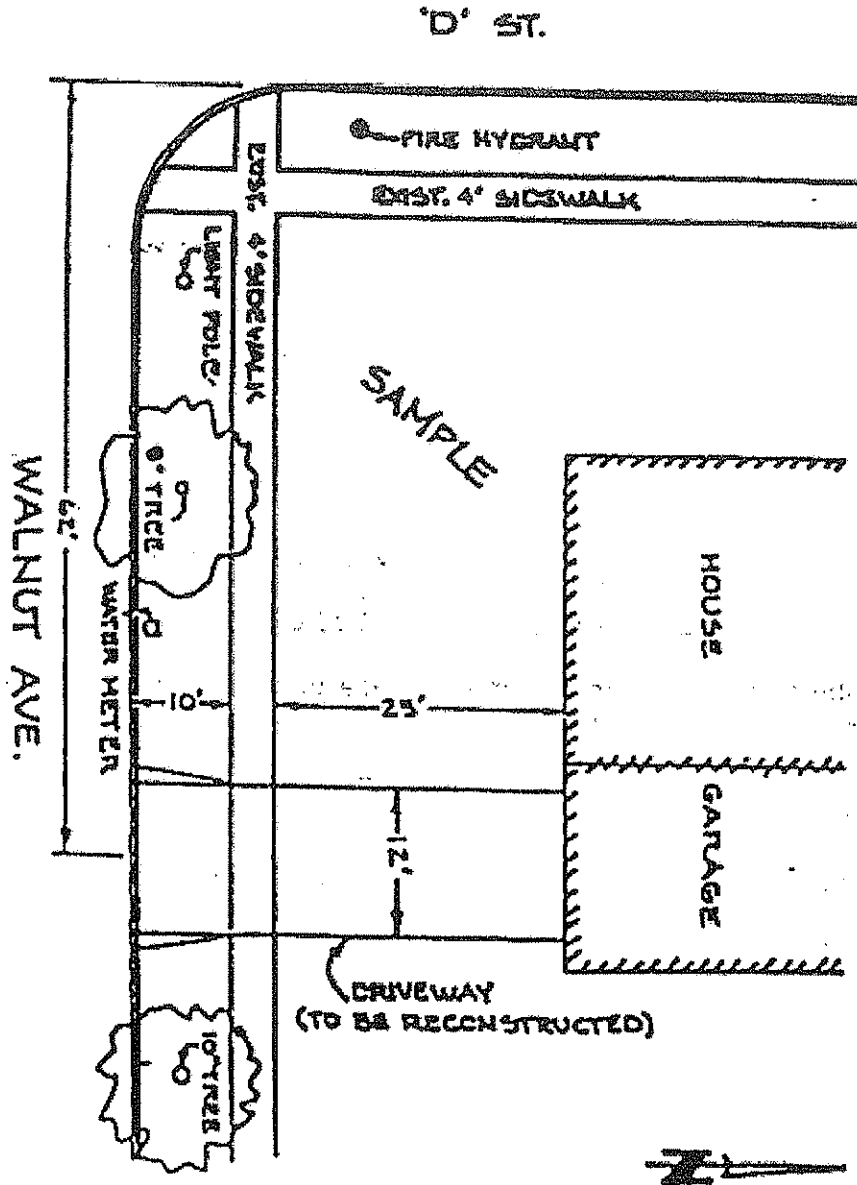 'D' ST.
FIRE HYDRANT
EXIST. 4' SIDEWALK
EXIST. 4' SIDEWALK
LIGHT POLE
SAMPLE
8" TREE
62'
WALNUT AVE.
WATER METER
HOUSE
10'
25'
12'
GARAGE
DRIVEWAY
(TO BE RECONSTRUCTED)
10" TREE
N